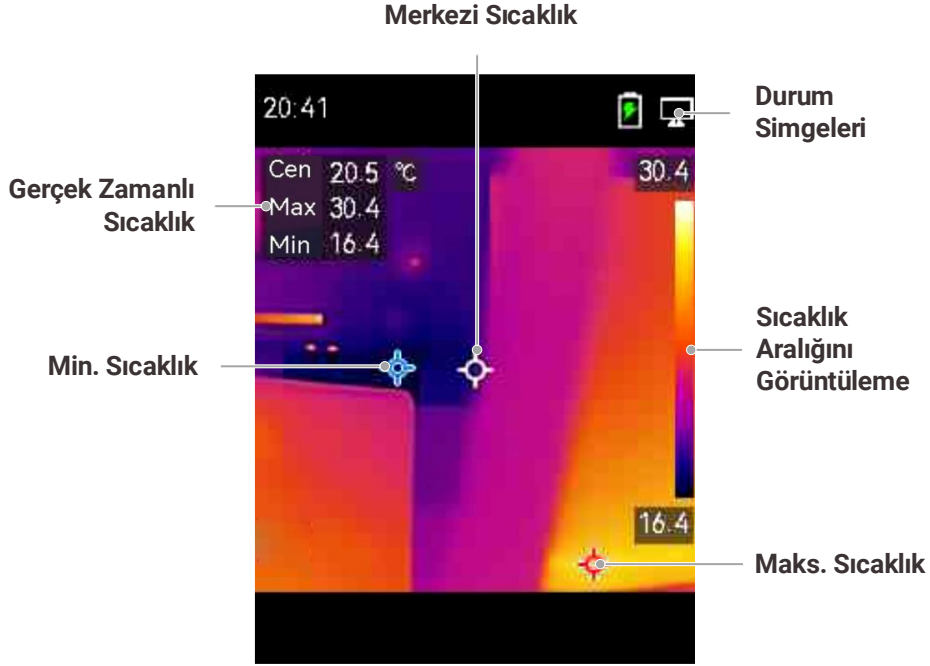 Merkezi Sıcaklık
20:41
Durum
Simgeleri
Cen 20.5 °C
Max 30.4
Min 16.4
30.4
Gerçek Zamanlı
Sıcaklık
Min. Sıcaklık
Sıcaklık
Aralığını
Görüntüleme
16.4
Maks. Sıcaklık